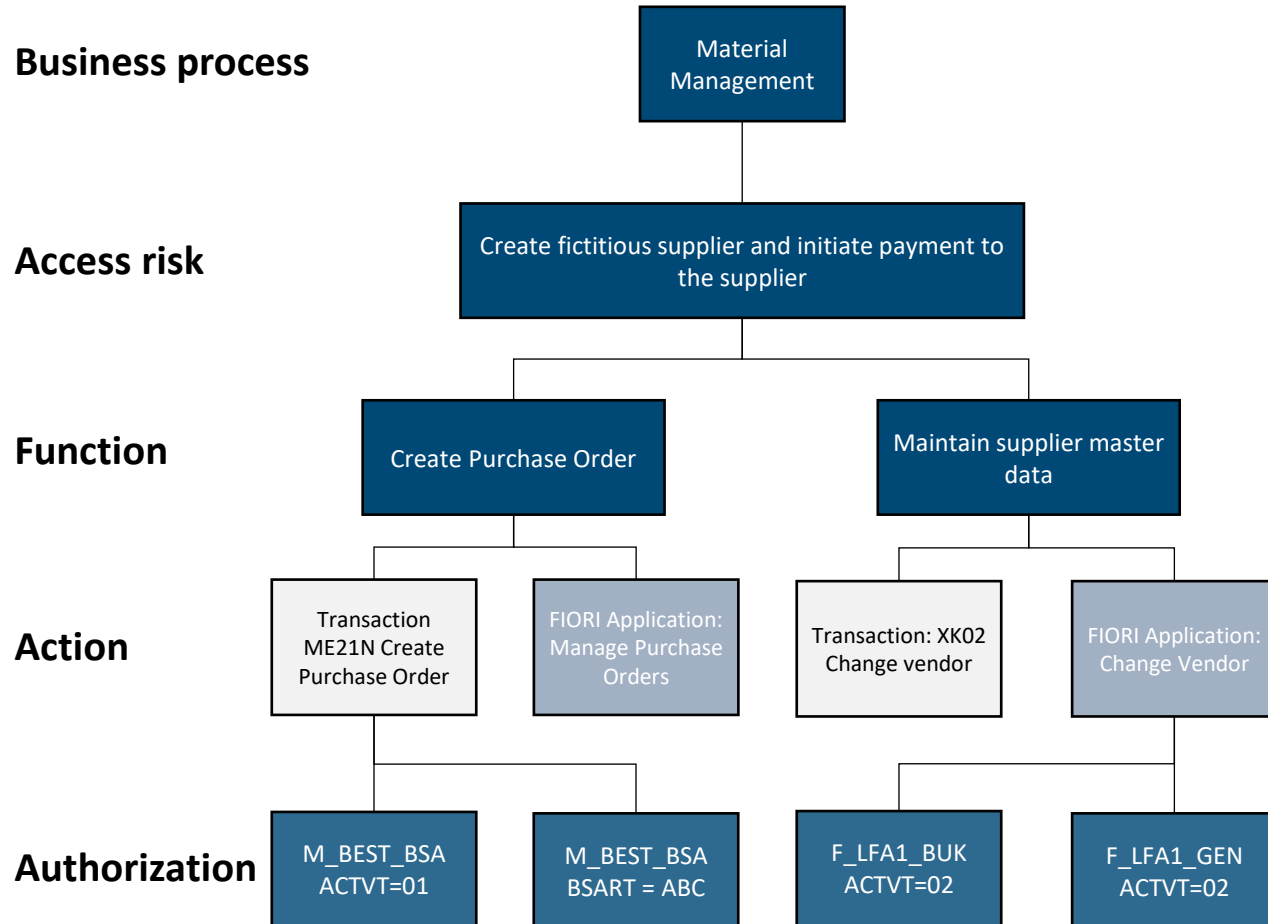 Business process
Material
Management
Access risk
Create fictitious supplier and initiate payment to
the supplier
Function
Create Purchase Order
Maintain supplier master
data
Action
Transaction
ME21N Create
Purchase Order
FIORI Application:
Manage Purchase
Orders
Transaction: XK02
Change vendor
FIORI Application:
Change Vendor
Authorization
M_BEST_BSA
ACTVT=01
M_BEST_BSA
BSART = ABC
F_LFA1_BUK
ACTVT=02
F_LFA1_GEN
ACTVT=02